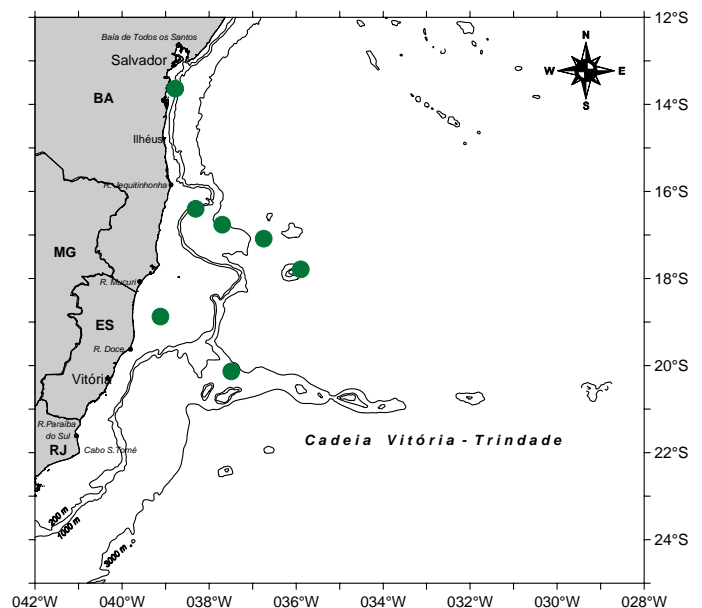 12°S
Baía de Todos os Santos
Salvador
N
W E
S
BA
14°S
Ilhéus
R. Jequitinhonha
16°S
MG
R. Mucuri
18°S
ES
R. Doce
20°S
Vitória
R.Paraíba
do Sul
Cadeia Vitória - Trindade
RJ
Cabo S.Tomé
22°S
200 m
1000 m
3000 m
24°S
042°W 040°W 038°W 036°W 034°W 032°W 030°W 028°W